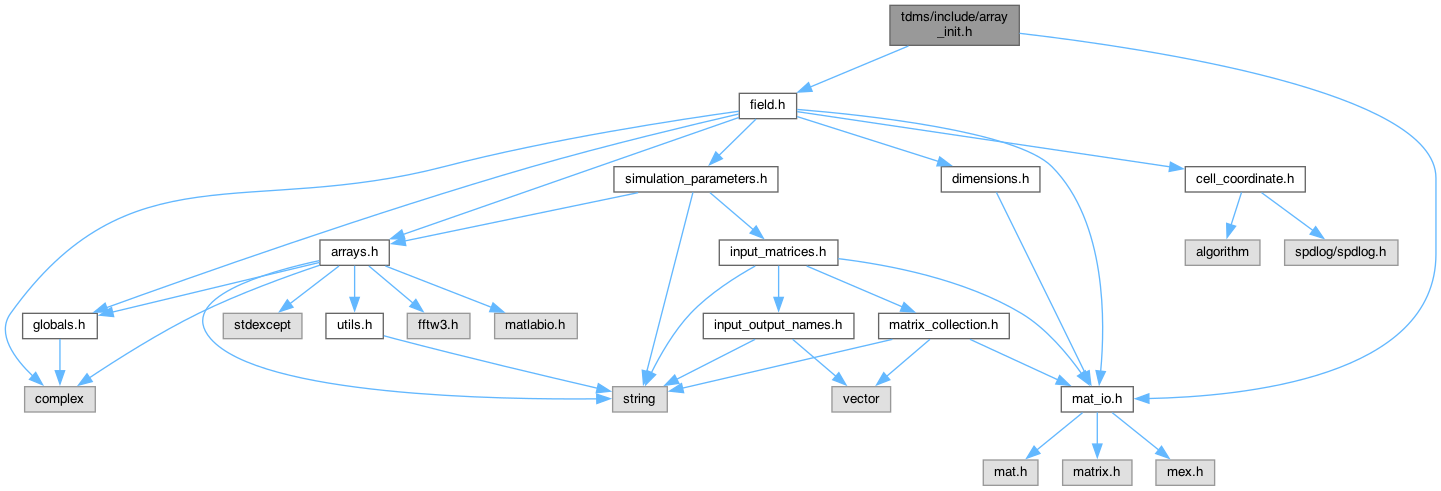 tdms/include/array
_init.h
field.h
simulation_parameters.h
dimensions.h
cell_coordinate.h
arrays.h
input_matrices.h
algorithm
spdlog/spdlog.h
globals.h
stdexcept
utils.h
fftw3.h
matlabio.h
input_output_names.h
matrix_collection.h
complex
string
vector
mat_io.h
mat.h
matrix.h
mex.h